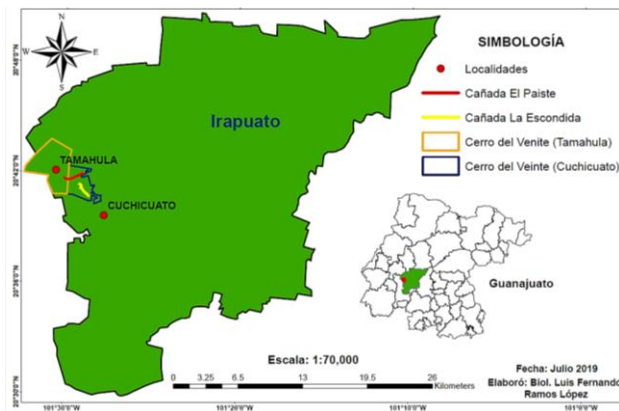 N
W
E
S
SIMBOLOGÍA
Localidades
Cañada El Paiste
Cañada La Escondida
Cerro del Venite (Tamahula)
Cerro del Veinte (Cuchicuato)
Irapuato
TAMAHULA
CUCHICUATO
Guanajuato
Escala: 1:70,000
0 3.25 6.5 13 19.5 26
Kilometers
Fecha: Julio 2019
Elaboró: Biol. Luis Fernando
Ramos López
101°30'0"W 101°20'0"W 101°10'0"W 101°0'0"W